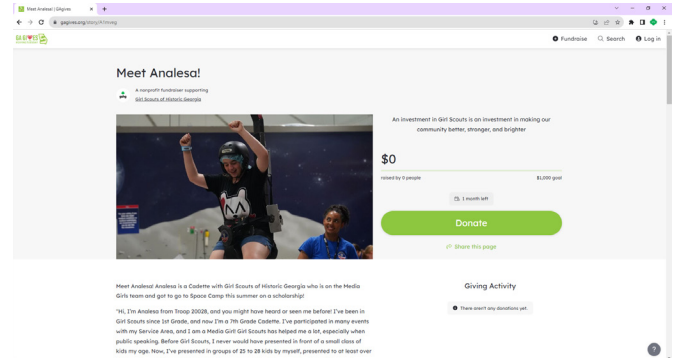 Meet Analesa! | GAgives
gagives.org/story/
GA GIVES
Fundraise
Search
Log in
Meet Analesa!
A nonprofit fundraiser supporting
Girl Scouts of Historic Georgia
An investment in Girl Scouts is an investment in making our
community better, stronger, and brighter
$0
raised by 0 people
$1,000 goal
1 month left
Donate
Share this page
Meet Analesa! Analesa is a Cadette with Girl Scouts of Historic Georgia who is on the Media
Girls team and got to go to Space Camp this summer on a scholarship!
"Hi, I'm Analesa from Troop 20028, and you might have heard or seen me before! I've been in
Girl Scouts since 1st Grade, and now I'm a 7th Grade Cadette. I've participated in many events
with my Service Area, and I am a Media Girl! Girl Scouts has helped me a lot, especially when
public speaking. Before Girl Scouts, I never would have presented in front of a small class of
kids my age. Now, I've presented in groups of 25 to 28 kids by myself, presented to at least over
Giving Activity
There aren't any donations yet.
?